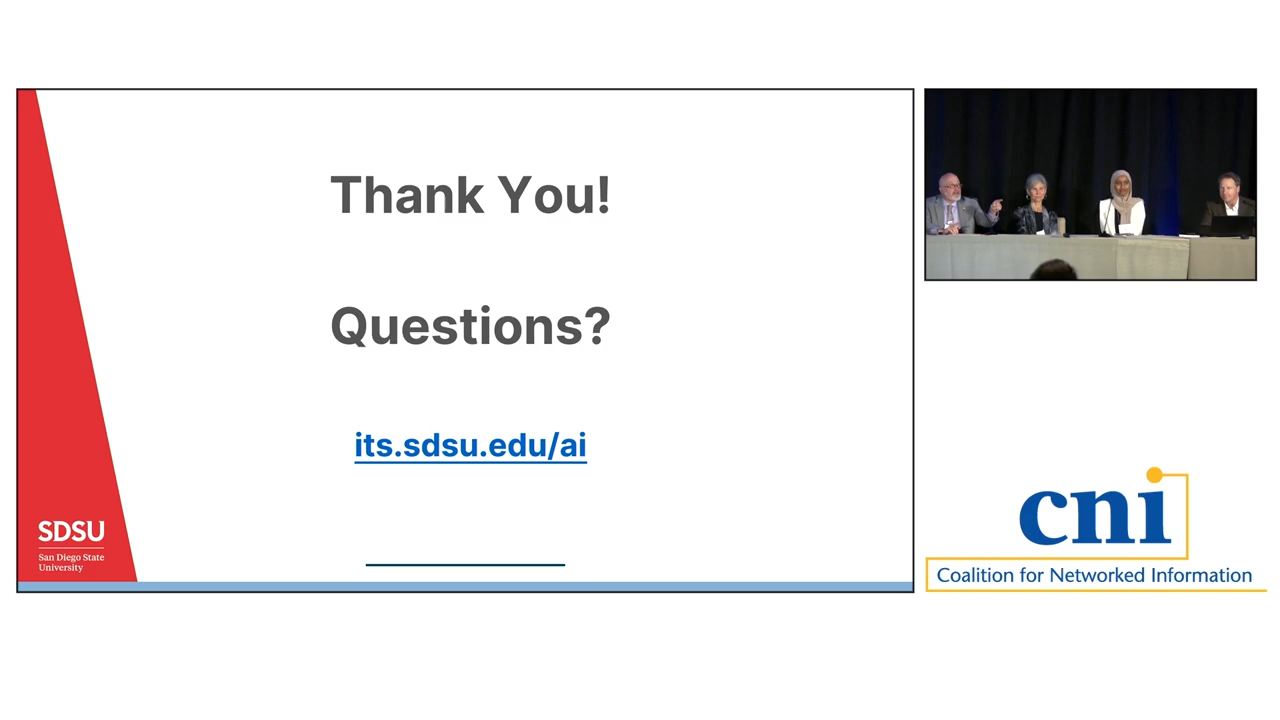 Thank You!
Questions?
its.sdsu.edu/ai
SDSU
San Diego State
University
cni
Coalition for Networked Information